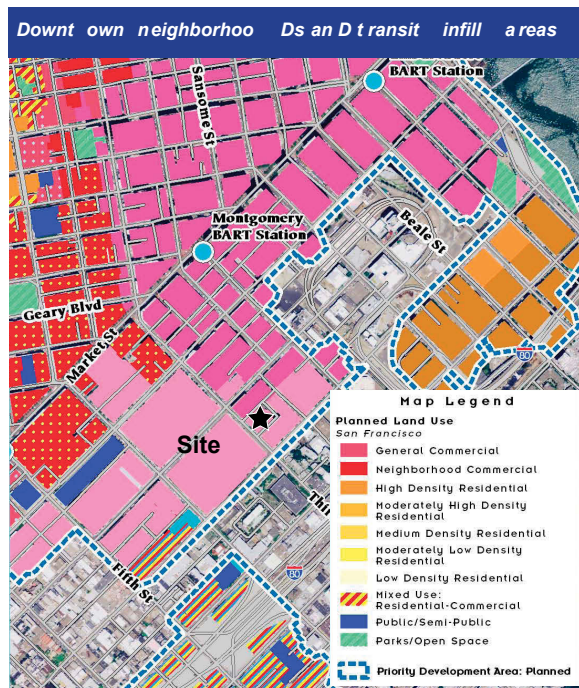 Downt own neighborhoo Ds an D t ransit infill a reas
BART Station
Sansome St
Montgomery
BART Station
Beale St
Geary Blvd
Market St
80
Site
Thi
Fifth St
80
Map Legend
Planned Land Use
San Francisco
General Commercial
Neighborhood Commercial
High Density Residential
Moderately High Density
Residential
Medium Density Residential
Moderately Low Density
Residential
Low Density Residential
Mixed Use:
Residential-Commercial
Public/Semi-Public
Parks/Open Space
Priority Development Area: Planned